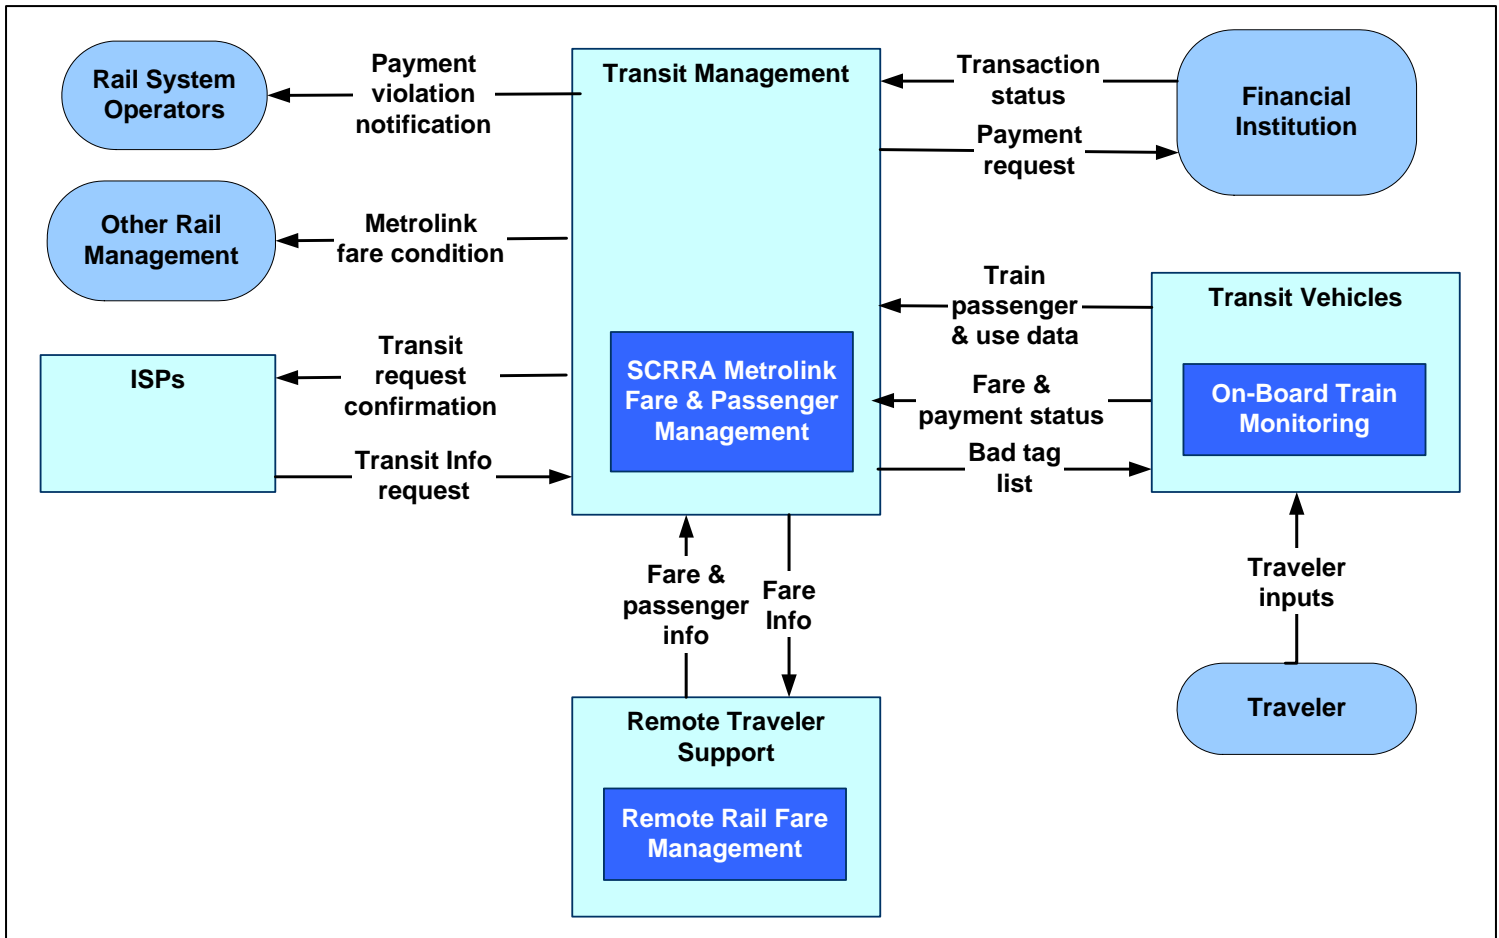 Rail System
Operators
Payment
violation
notification
Transit Management
Transaction
status
Payment
request
Financial
Institution
Other Rail
Management
Metrolink
fare condition
Train
passenger
& use data
Transit Vehicles
ISPs
Transit
request
confirmation
SCRRA Metrolink
Fare & Passenger
Management
Fare &
payment status
On-Board Train
Monitoring
Transit Info
request
Bad tag
list
Fare &
passenger
info
Fare
Info
Traveler
inputs
Remote Traveler
Support
Traveler
Remote Rail Fare
Management